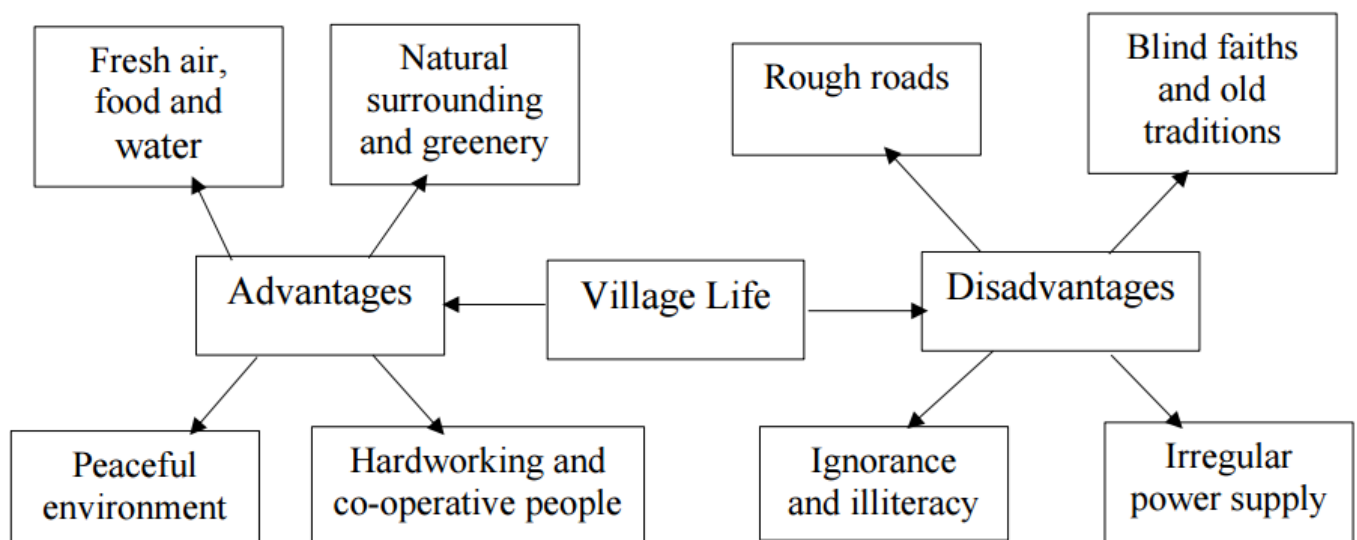 Fresh air,
food and
water
Natural
surrounding
and greenery
Rough roads
Blind faiths
and old
traditions
Advantages
Village Life
Disadvantages
Peaceful
environment
Hardworking and
co-operative people
Ignorance
and illiteracy
Irregular
power supply